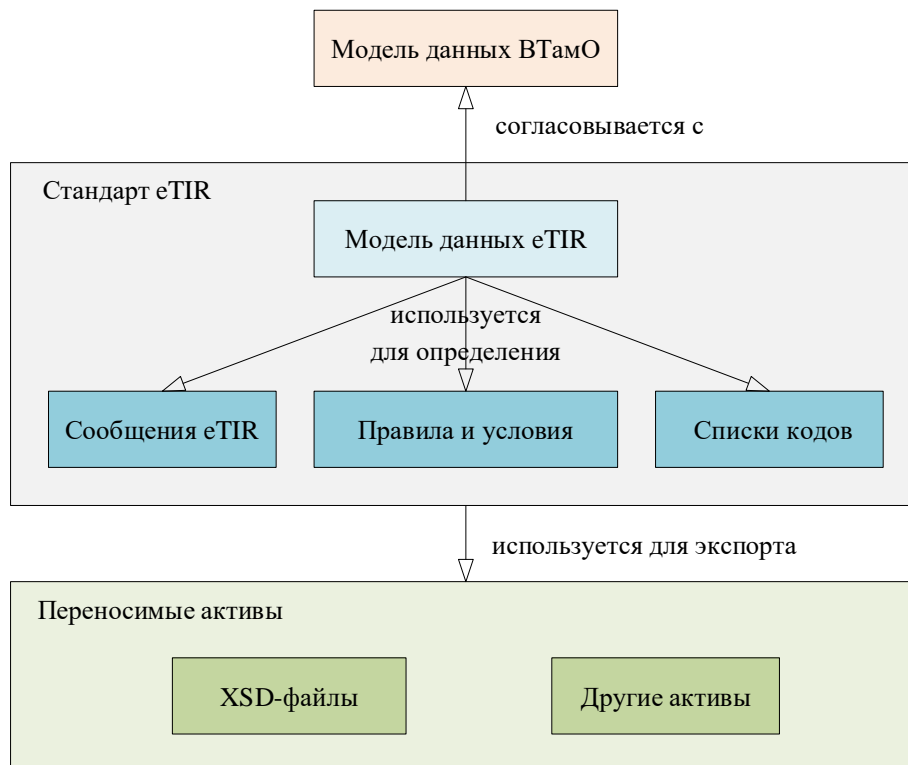 Модель данных ВТамО
согласовывается с
Стандарт eTIR
Модель данных eTIR
используется
для определения
Сообщения eTIR
Правила и условия
Списки кодов
используется для экспорта
Переносимые активы
XSD-файлы
Другие активы